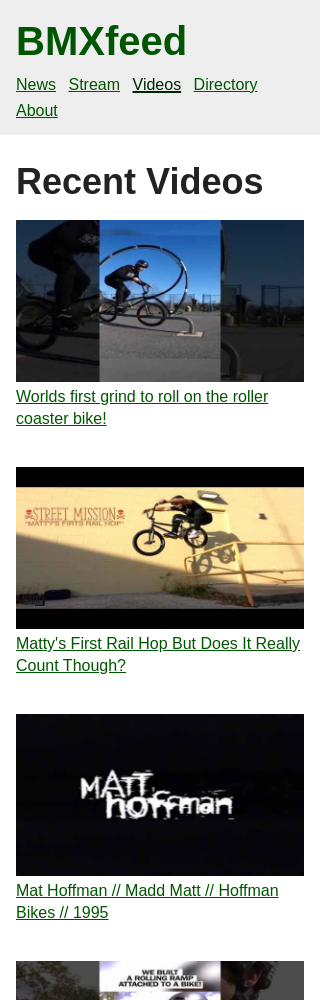 BMXfeed
News Stream Videos Directory
About
Recent Videos
Worlds first grind to roll on the roller
coaster bike!
STREET MISSION
"MATTY'S FIRTS RAIL HOP"
Matty's First Rail Hop But Does It Really
Count Though?
MATT
hoffman
Mat Hoffman // Madd Matt // Hoffman
Bikes // 1995
WE BUILT
A ROLLING RAMP
ATTACHED TO A BIKE!